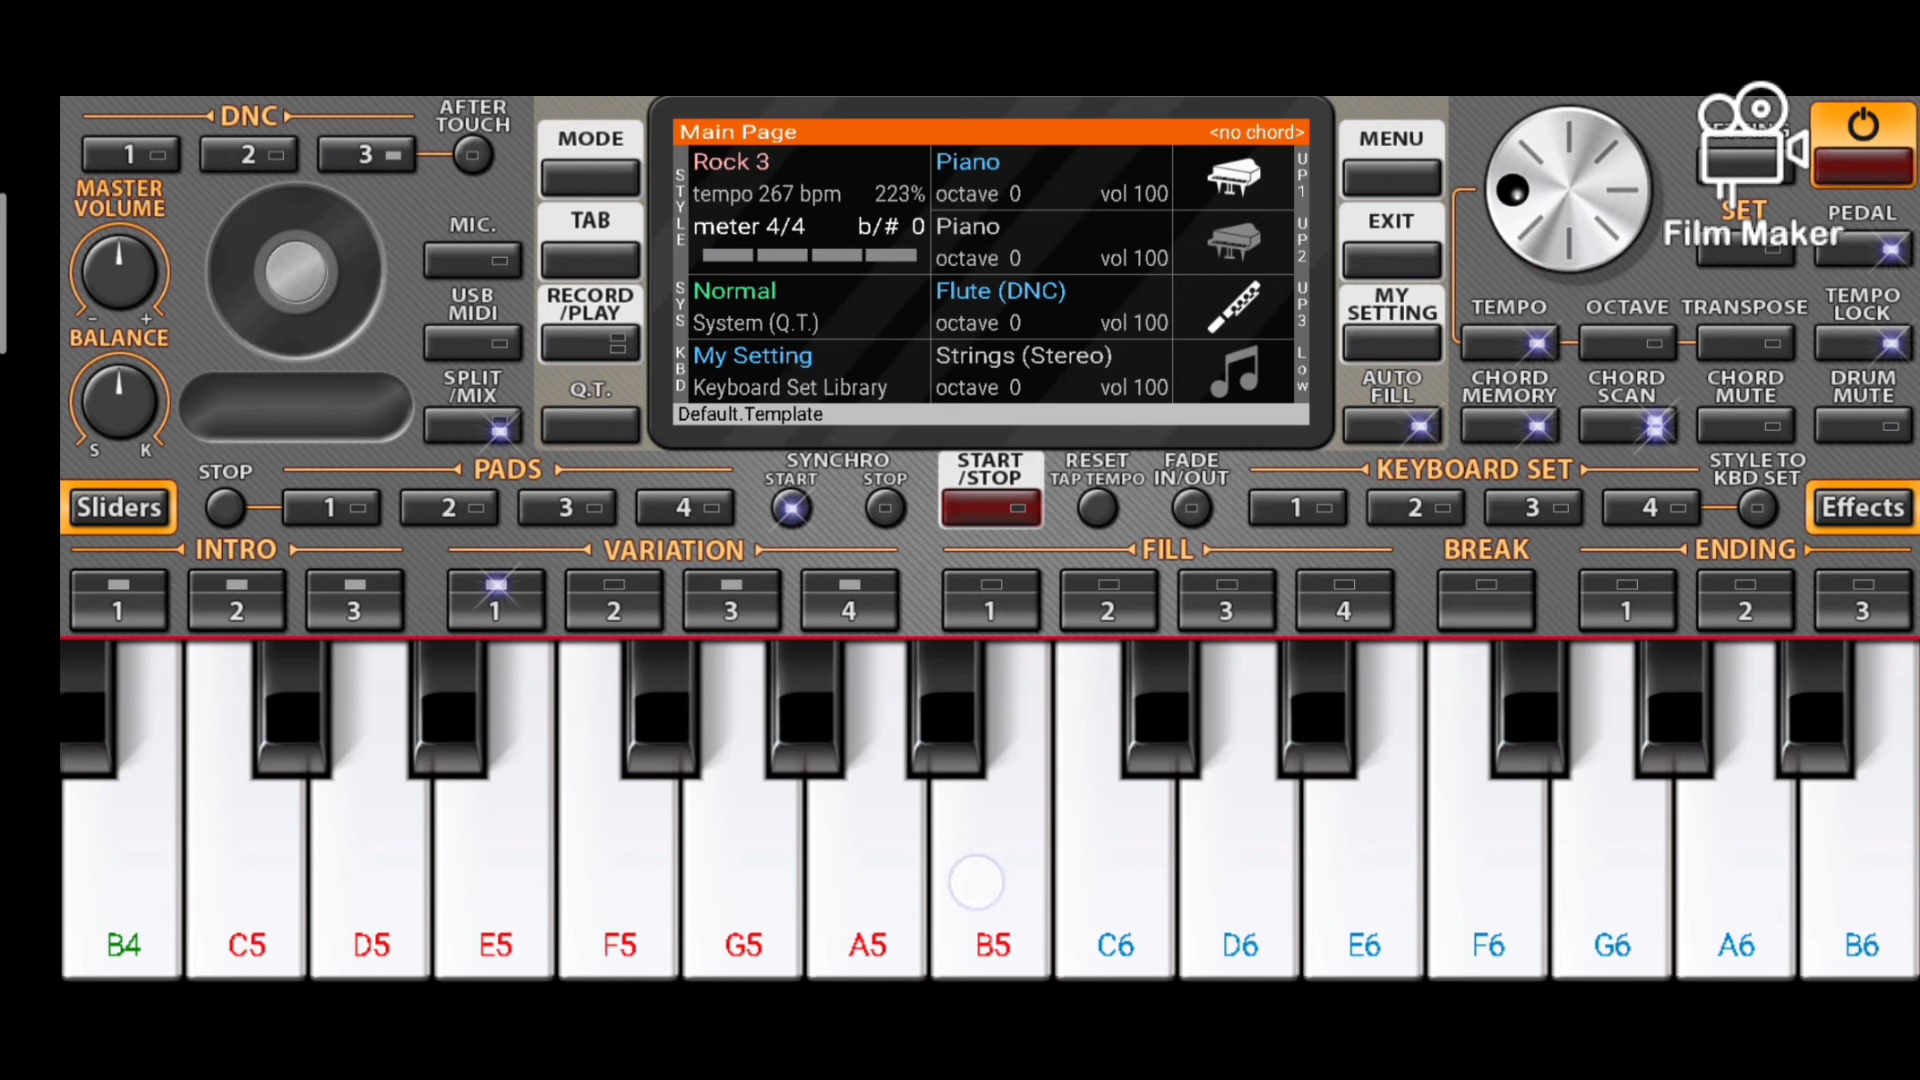 DNC
AFTER
TOUCH
1 2 3
MASTER
VOLUME
- +
BALANCE
S K
MIC.
USB
MIDI
SPLIT
/MIX
MODE
TAB
RECORD
/PLAY
Q.T.
Main Page <no chord>
STYLE
Rock 3
tempo 267 bpm 223%
meter 4/4 b/# 0
SYS
Normal
System (Q.T.)
KBD
My Setting
Keyboard Set Library
Piano
octave 0 vol 100
UP1
Piano
octave 0 vol 100
UP2
Flute (DNC)
octave 0 vol 100
UP3
Strings (Stereo)
octave 0 vol 100
Low
Default.Template
MENU
EXIT
MY
SETTING
AUTO
FILL
SET
Film Maker
PEDAL
TEMPO
OCTAVE
TRANSPOSE
TEMPO
LOCK
CHORD
MEMORY
CHORD
SCAN
CHORD
MUTE
DRUM
MUTE
Sliders
STOP
PADS
1 2 3 4
SYNCHRO
START STOP
START
/STOP
RESET
TAP TEMPO
FADE
IN/OUT
KEYBOARD SET
1 2 3 4
STYLE TO
KBD SET
Effects
INTRO
1 2 3
VARIATION
1 2 3 4
FILL
1 2 3 4
BREAK
ENDING
1 2 3
B4 C5 D5 E5 F5 G5 A5 B5 C6 D6 E6 F6 G6 A6 B6